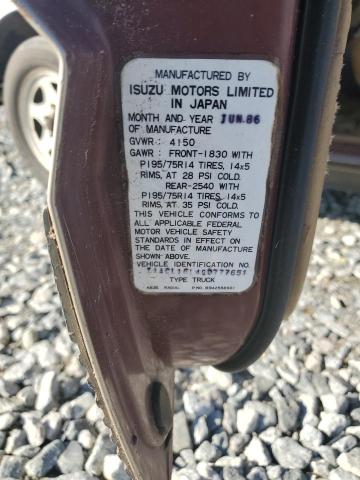 MANUFACTURED BY
ISUZU MOTORS LIMITED
IN JAPAN
MONTH AND YEAR JUN.86
OF MANUFACTURE
GVWR: 4150
GAWR: FRONT-1830 WITH
P195/75R14 TIRES, 14x5
RIMS, AT 28 PSI COLD.
REAR-2540 WITH
P195/75R14 TIRES, 14x5
RIMS, AT 35 PSI COLD.
THIS VEHICLE CONFORMS TO
ALL APPLICABLE FEDERAL
MOTOR VEHICLE SAFETY
STANDARDS IN EFFECT ON
THE DATE OF MANUFACTURE
SHOWN ABOVE.
VEHICLE IDENTIFICATION NO.
TYPE TRUCK
RADIAL P.NO.